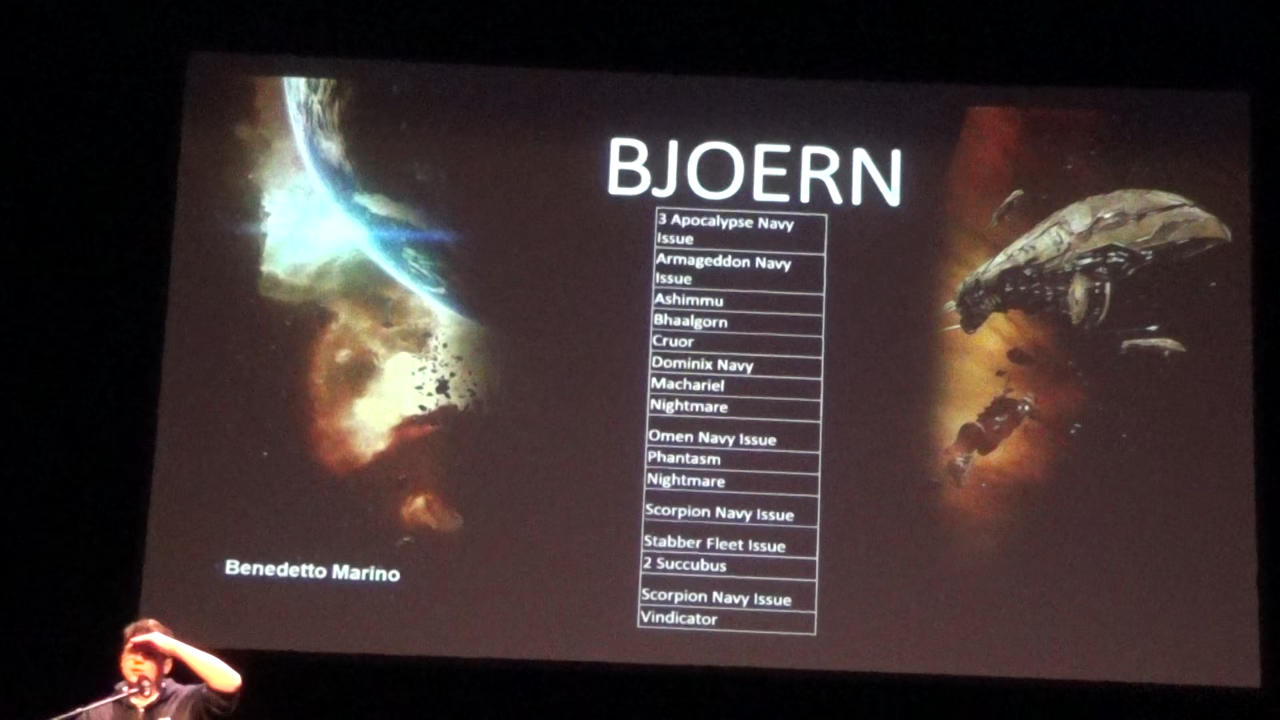 BJOERN
3 Apocalypse Navy
Issue
Armageddon Navy
Issue
Ashimmu
Bhaalgorn
Cruor
Dominix Navy
Machariel
Nightmare
Omen Navy Issue
Phantasm
Nightmare
Scorpion Navy Issue
Stabber Fleet Issue
2 Succubus
Scorpion Navy Issue
Vindicator
Benedetto Marino